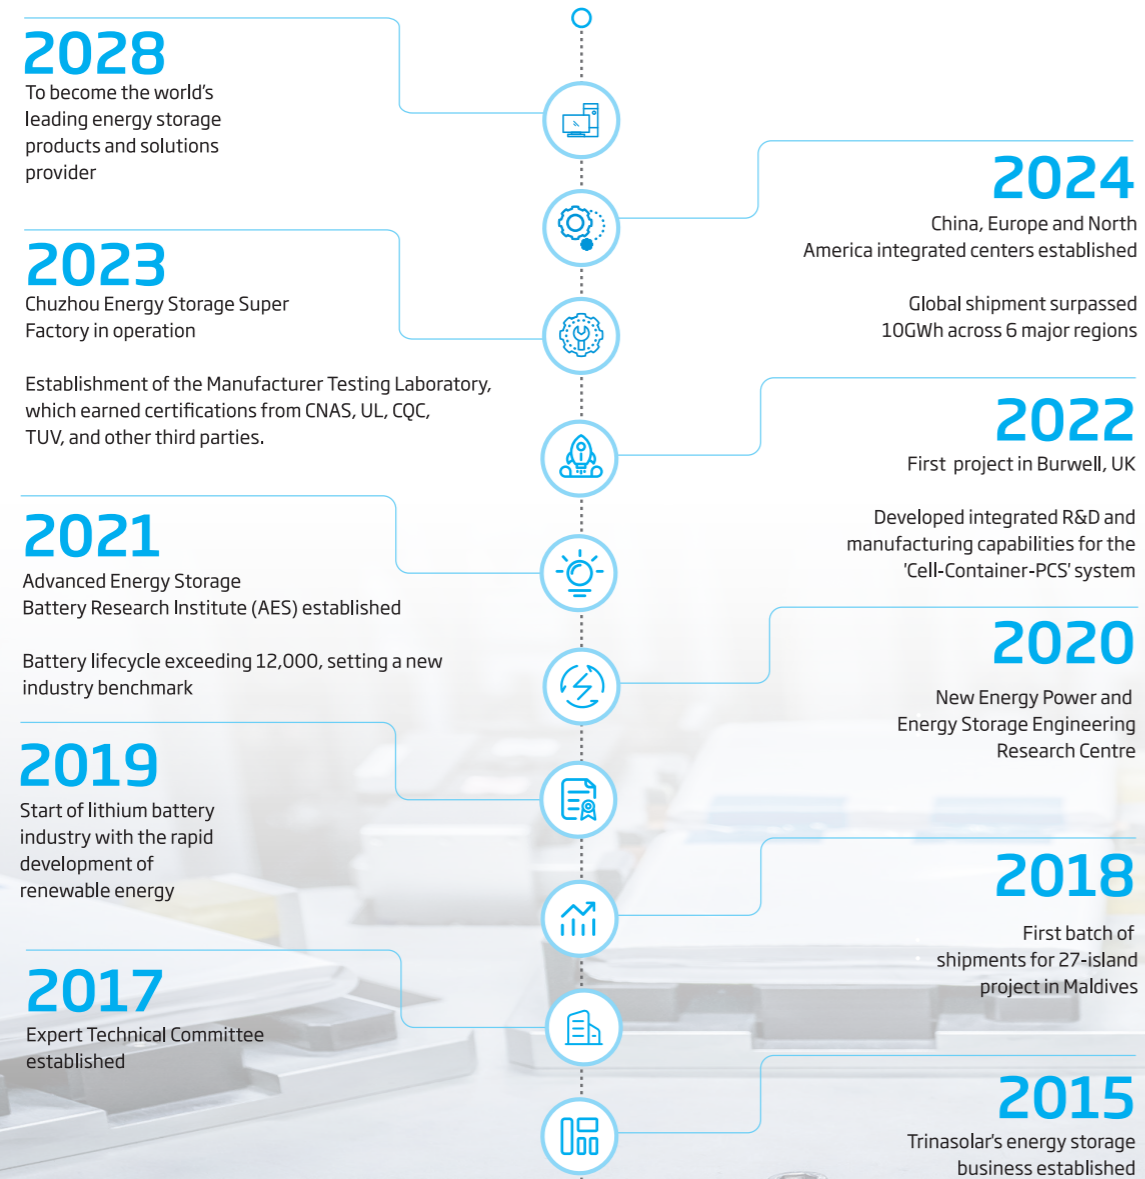 2028
To become the world's
leading energy storage
products and solutions
provider
2024
China, Europe and North
America integrated centers established
Global shipment surpassed
10GWh across 6 major regions
2023
Chuzhou Energy Storage Super
Factory in operation
Establishment of the Manufacturer Testing Laboratory,
which earned certifications from CNAS, UL, CQC,
TUV, and other third parties.
2022
First project in Burwell, UK
Developed integrated R&D and
manufacturing capabilities for the
'Cell-Container-PCS' system
2021
Advanced Energy Storage
Battery Research Institute (AES) established
Battery lifecycle exceeding 12,000, setting a new
industry benchmark
2020
New Energy Power and
Energy Storage Engineering
Research Centre
2019
Start of lithium battery
industry with the rapid
development of
renewable energy
2018
First batch of
shipments for 27-island
project in Maldives
2017
Expert Technical Committee
established
2015
Trinasolar's energy storage
business established